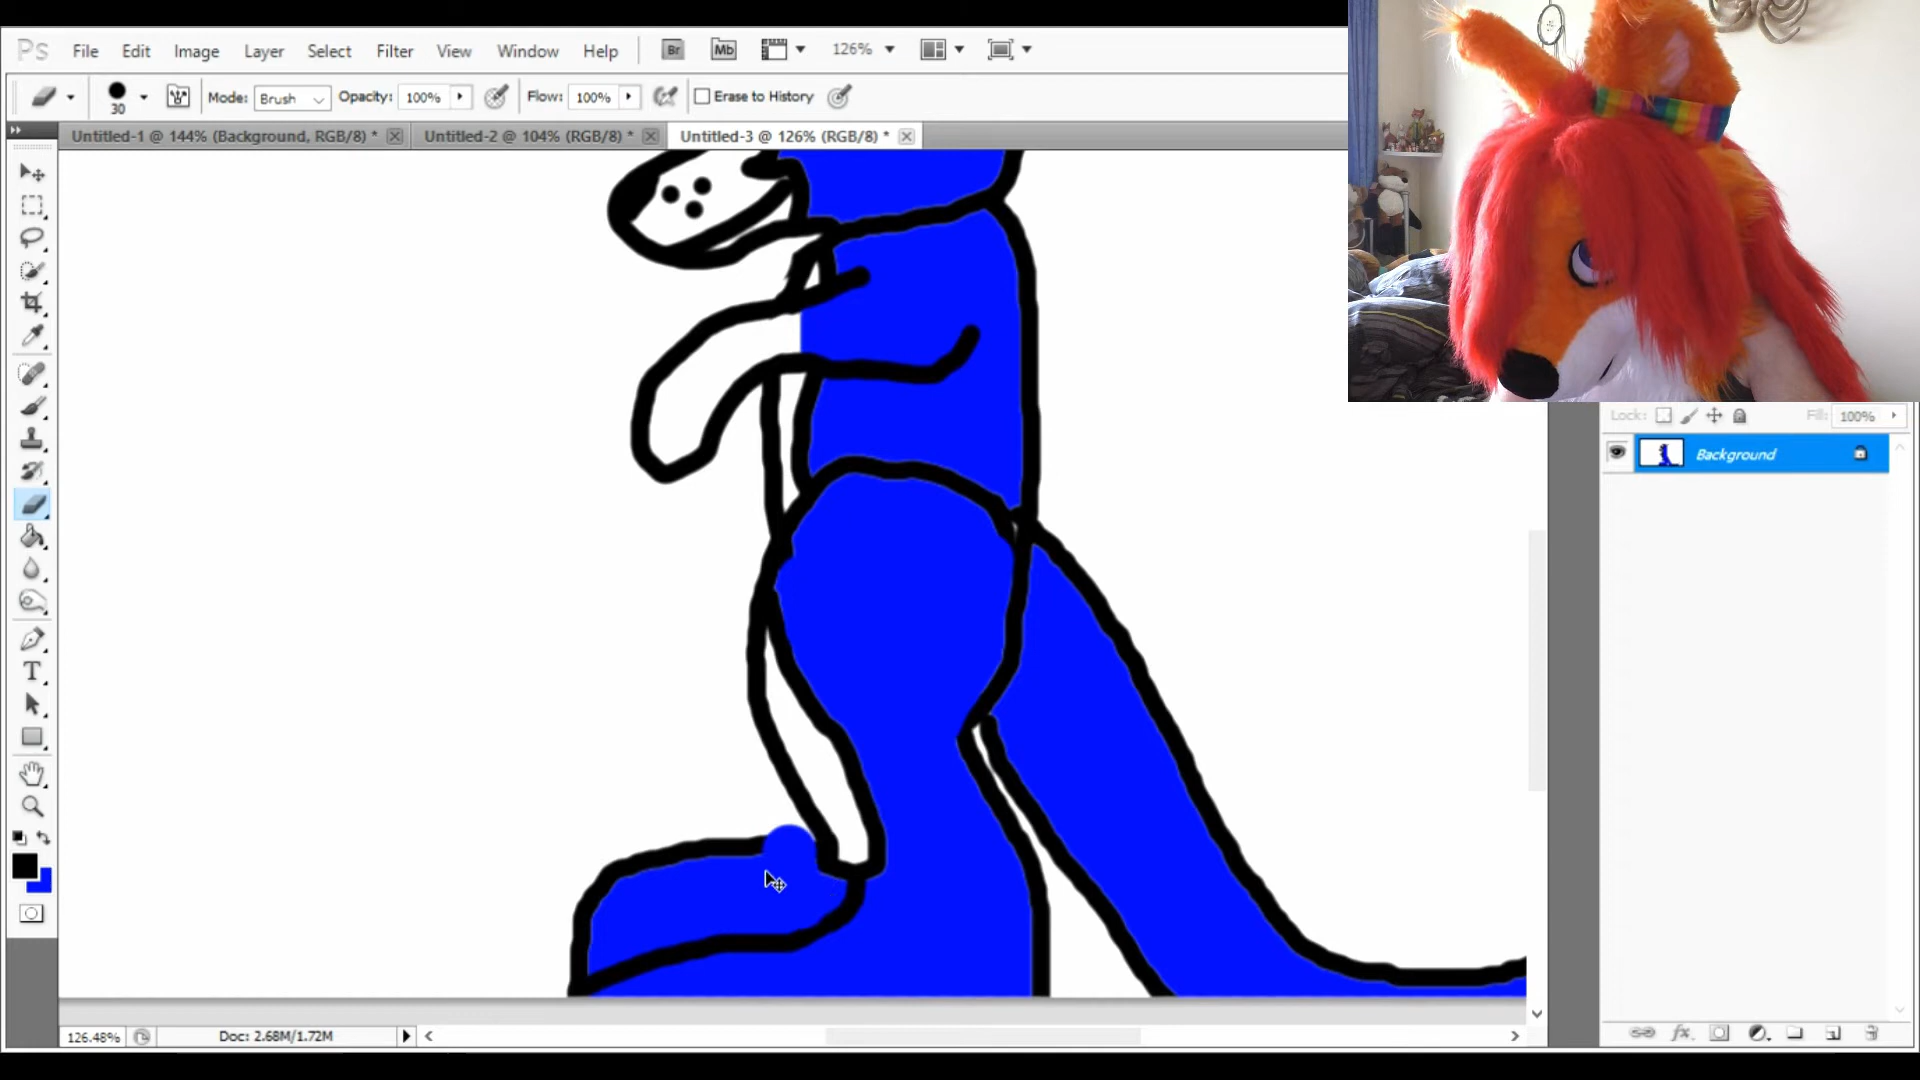 Ps File Edit Image Layer Select Filter View Window Help Br Mb 126%
30 Mode: Brush Opacity: 100% Flow: 100% Erase to History
Untitled-1 @ 144% (Background, RGB/8) * Untitled-2 @ 104% (RGB/8) * Untitled-3 @ 126% (RGB/8) *
Lock: Fill: 100%
Background
T
fx
126.48% Doc: 2.68M/1.72M